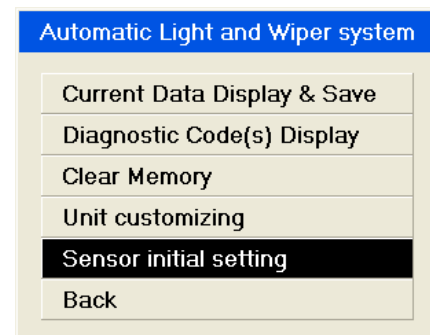 Automatic Light and Wiper system
Current Data Display & Save
Diagnostic Code(s) Display
Clear Memory
Unit customizing
Sensor initial setting
Back